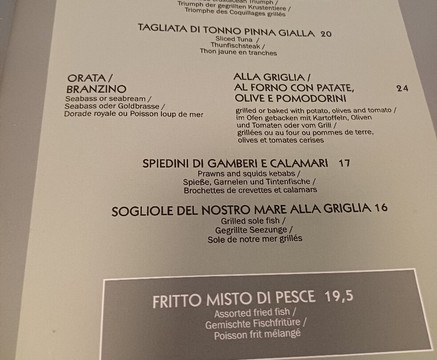 Triumph der gegrillten Krustentiere /
Triomphe des Coquillages grillés
TAGLIATA DI TONNO PINNA GIALLA 20
Sliced Tuna /
Thunfischsteak /
Thon jaune en tranches
ORATA /
BRANZINO
Seabass or seabream /
Seabass oder Goldbrasse /
Dorade royale ou Poisson loup de mer
ALLA GRIGLIA /
AL FORNO CON PATATE,
OLIVE E POMODORINI 24
grilled or baked with potato, olives and tomato /
im Ofen gebacken mit Kartoffeln, Oliven
und Tomaten oder vom Grill /
grillées ou au four ou pommes de terre,
olives et tomates cerises
SPIEDINI DI GAMBERI E CALAMARI 17
Prawns and squids kebabs /
Spieße, Garnelen und Tintenfische /
Brochettes de crevettes et calamars
SOGLIOLE DEL NOSTRO MARE ALLA GRIGLIA 16
Grilled sole fish /
Gegrillte Seezunge /
Sole de notre mer grillés
FRITTO MISTO DI PESCE 19,5
Assorted fried fish /
Gemischte Fischfritüre /
Poisson frit mélangé